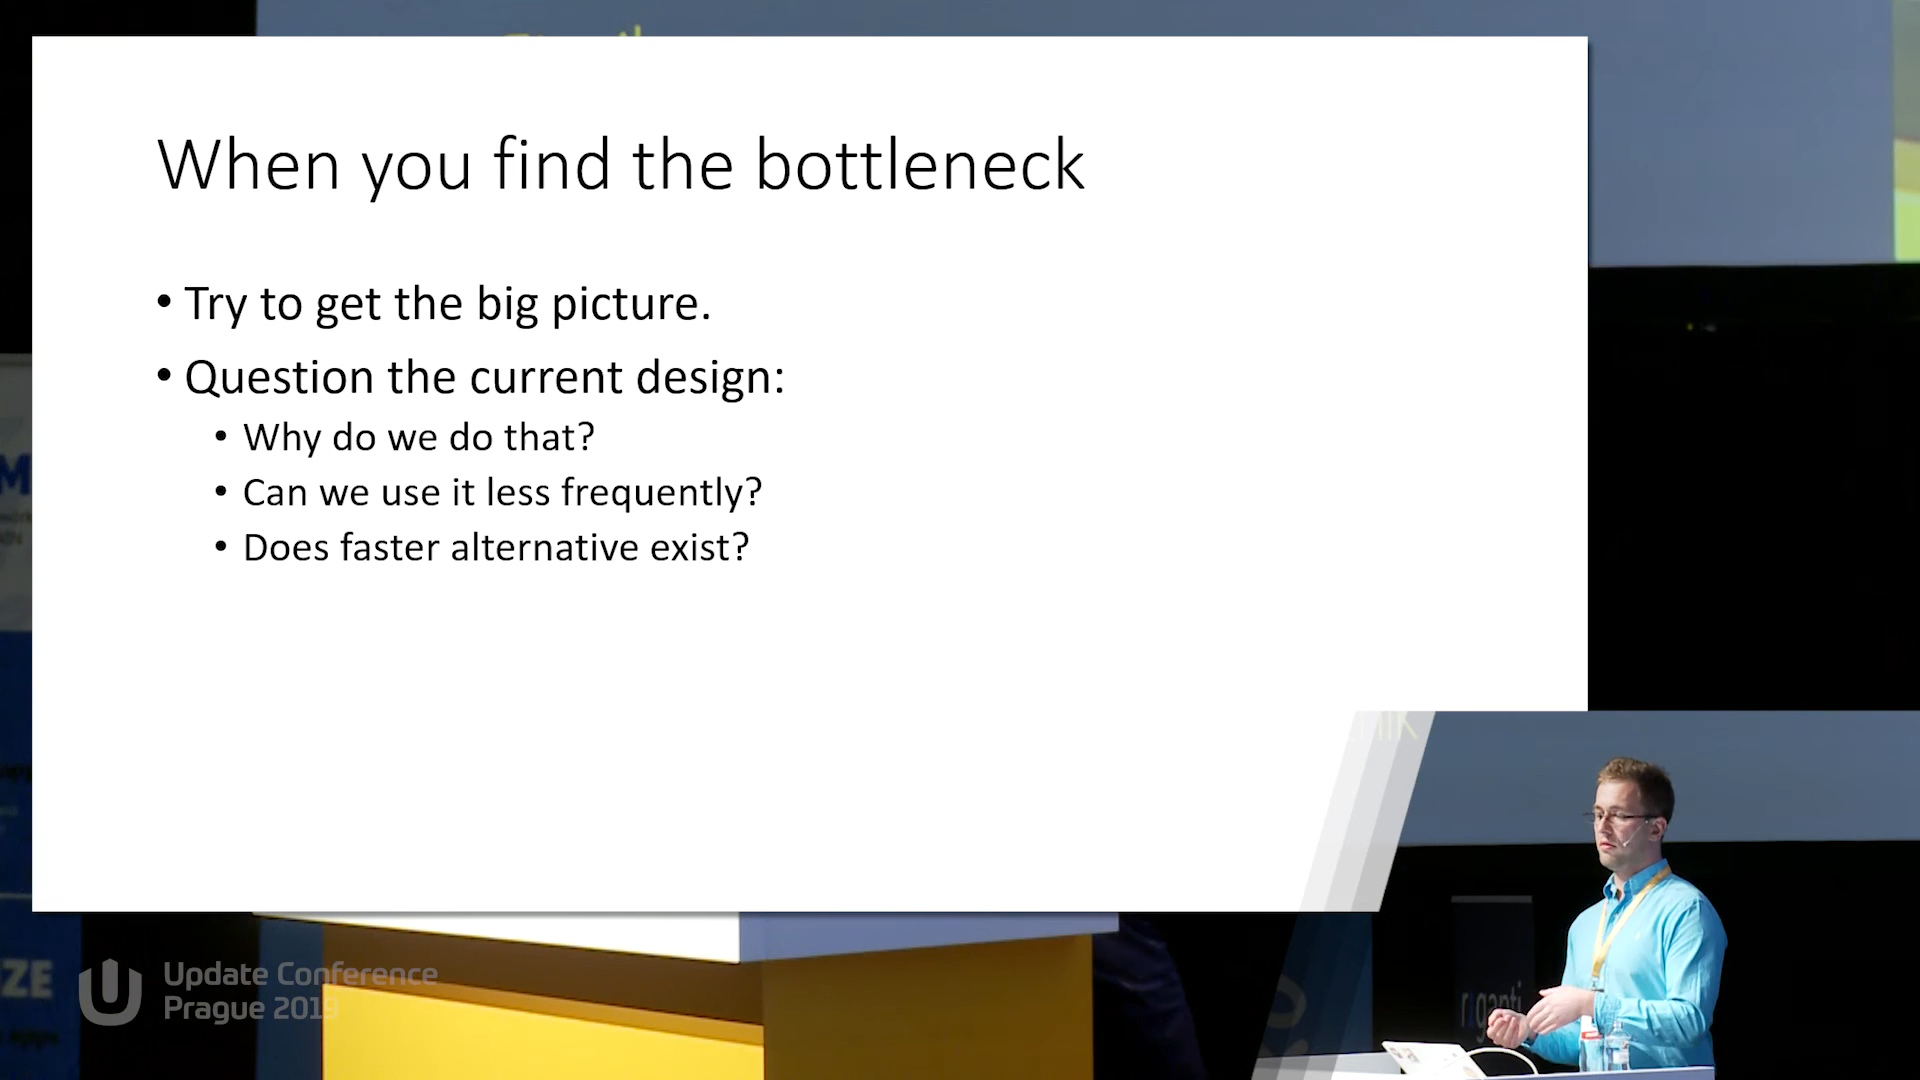 When you find the bottleneck
• Try to get the big picture.
• Question the current design:
• Why do we do that?
• Can we use it less frequently?
• Does faster alternative exist?
Update Conference
Prague 2019
riganti